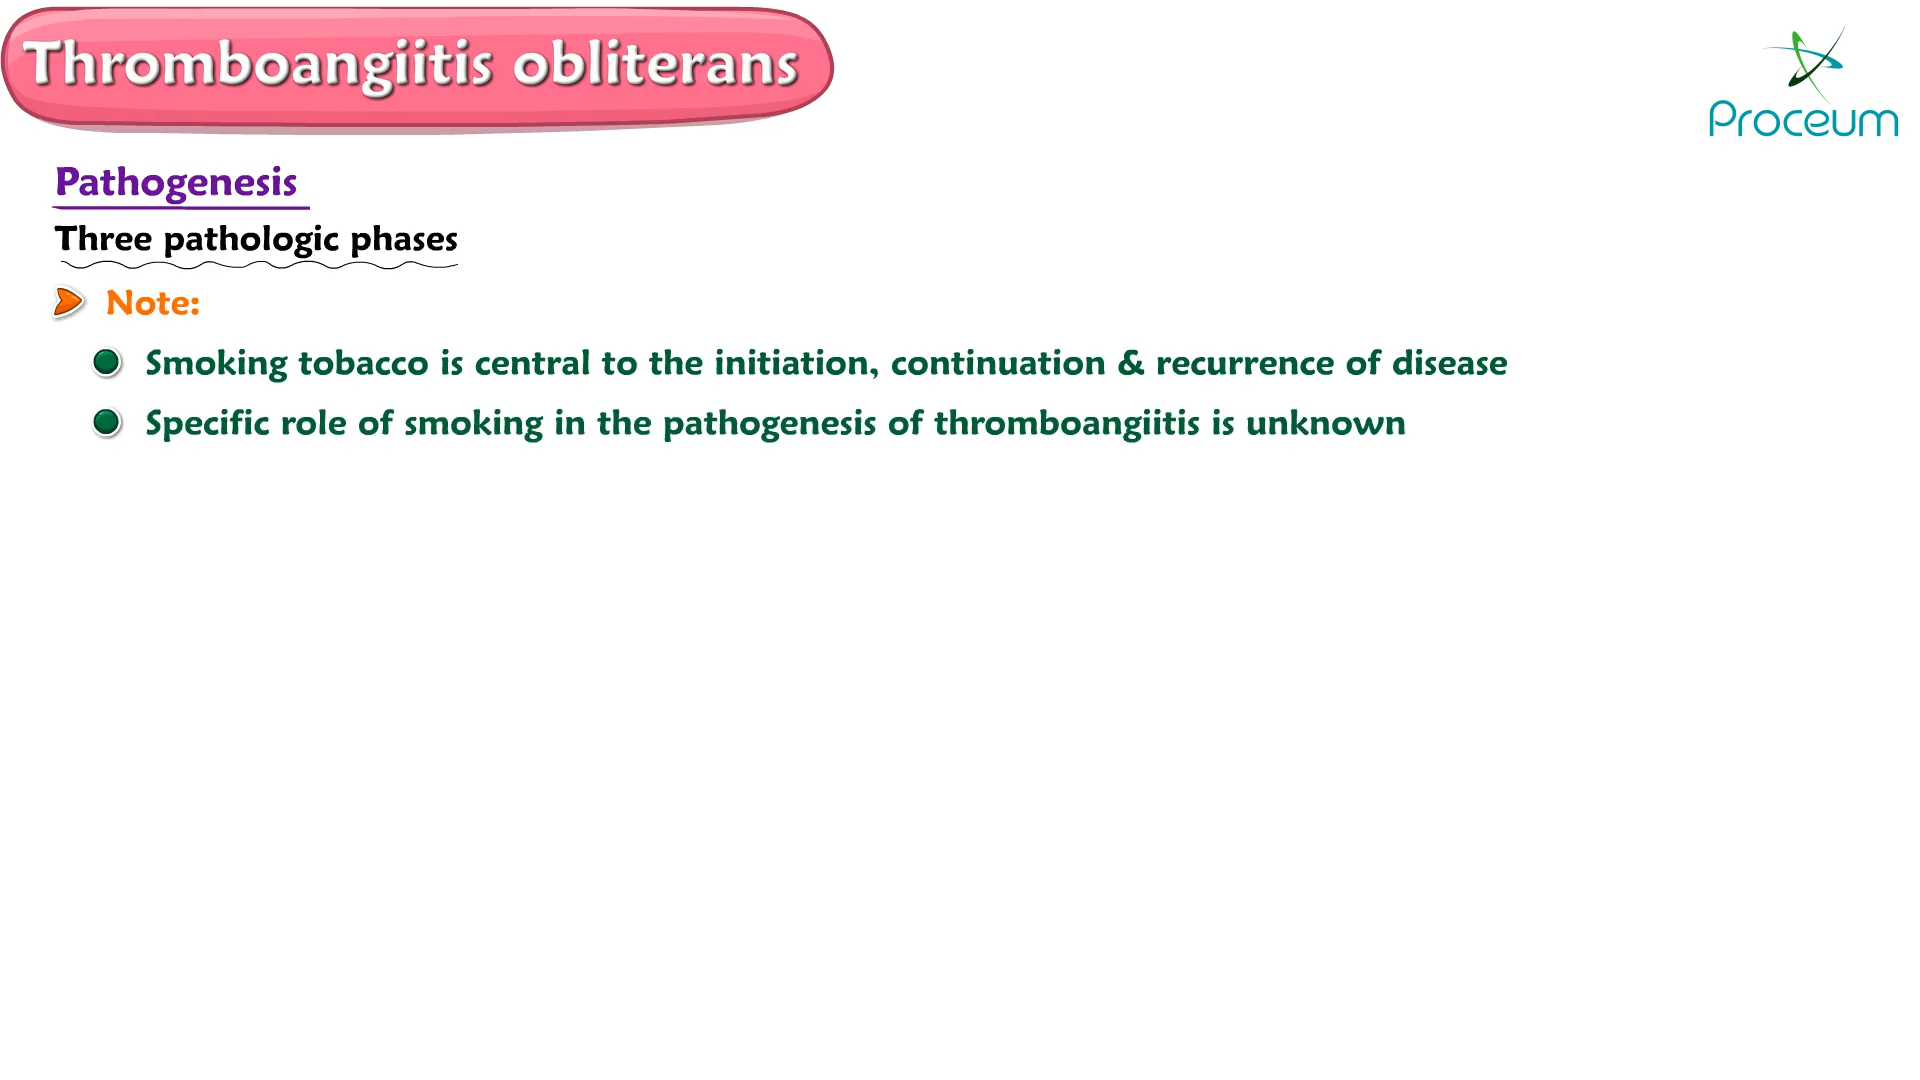 Thromboangiitis obliterans
Proceum
Pathogenesis
Three pathologic phases
Note:
Smoking tobacco is central to the initiation, continuation & recurrence of disease
Specific role of smoking in the pathogenesis of thromboangiitis is unknown